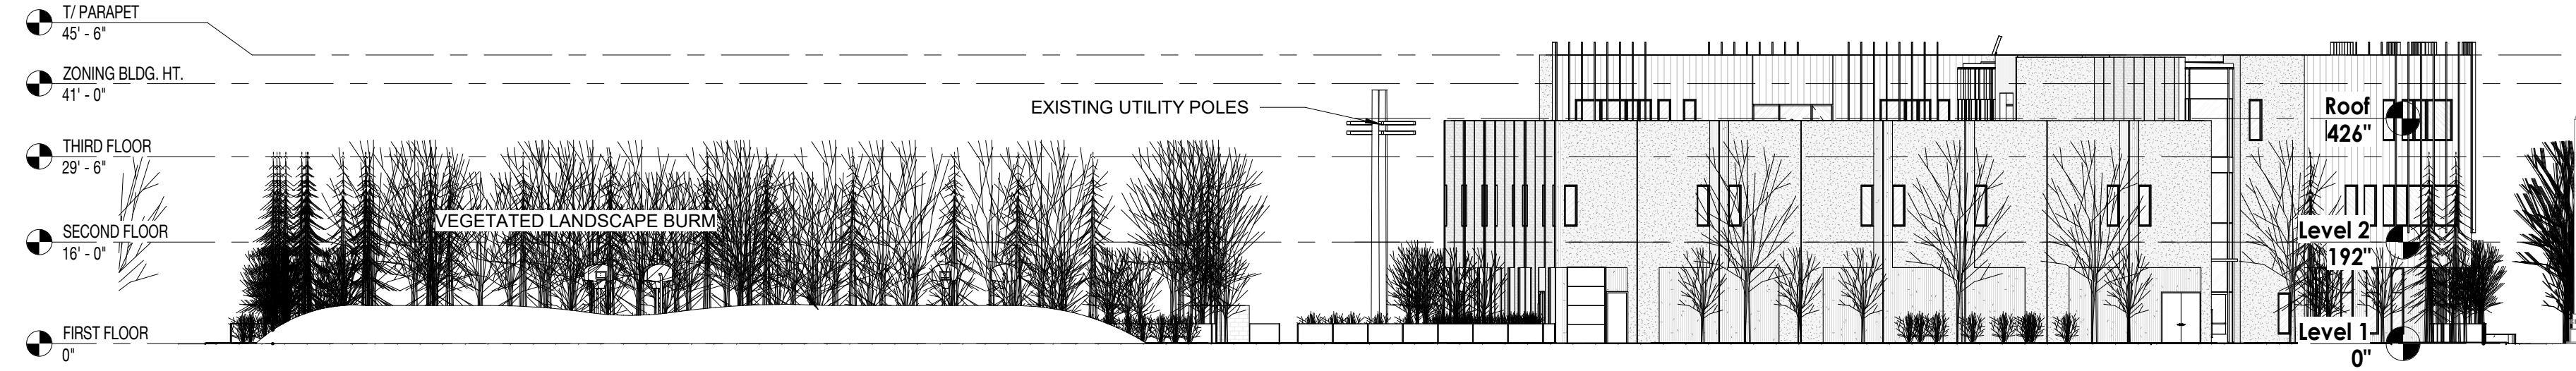 T/ PARAPET
45' - 6"
ZONING BLDG. HT.
41' - 0"
THIRD FLOOR
29' - 6"
SECOND FLOOR
16' - 0"
FIRST FLOOR
0"
VEGETATED LANDSCAPE BURM
EXISTING UTILITY POLES
Roof
426"
Level 2
192"
Level 1
0"